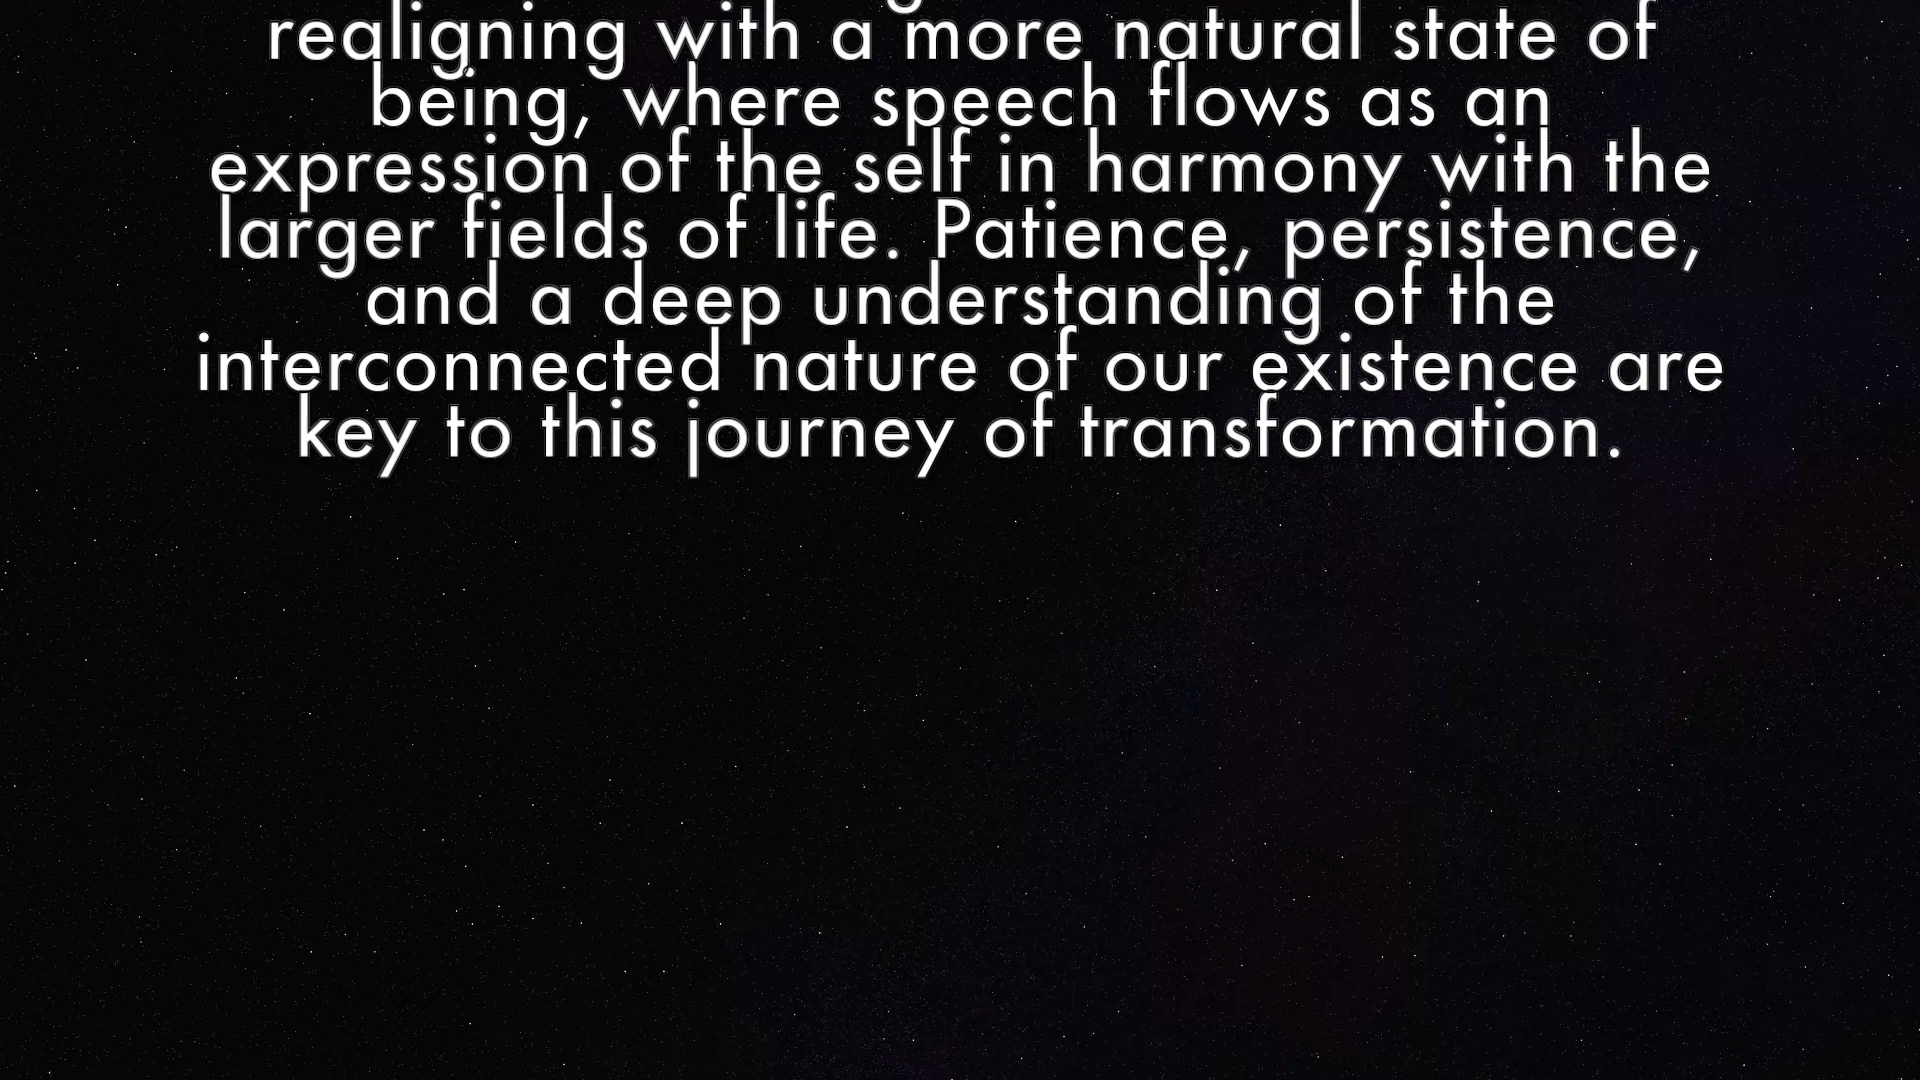 realigning with a more natural state of
being, where speech flows as an
expression of the self in harmony with the
larger fields of life. Patience, persistence,
and a deep understanding of the
interconnected nature of our existence are
key to this journey of transformation.